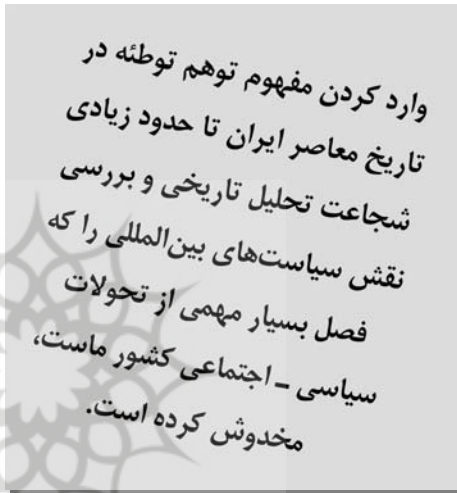 وارد کردن مفهوم توهم توطئه در
تاریخ معاصر ایران تا حدود زیادی
شجاعت تحلیل تاریخی و بررسی
نقش سیاست‌های بین‌المللی را که
فصل بسیار مهمی از تحولات
سیاسی ـ اجتماعی کشور ماست،
مخدوش کرده است.